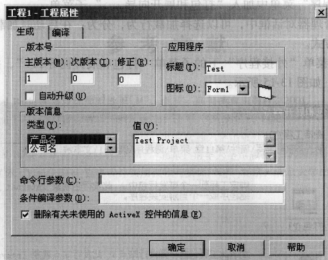 工程1 - 工程属性
生成 编译
版本号
主版本(M): 次版本(I): 修正(R):
1 0 0
自动升级(U)
应用程序
标题(T): Test
图标(O): Form1
版本信息
类型(Y): 值(V):
产品名
公司名
Test Project
命令行参数(C):
条件编译参数(D):
删除有关未使用的 ActiveX 控件的信息(E)
确定 取消 帮助